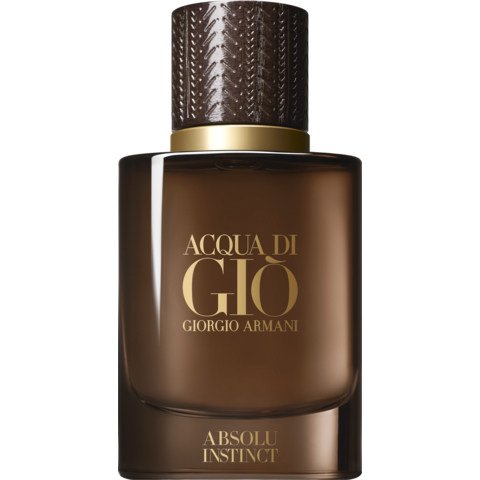 ACQUA DI
GIÒ
GIORGIO ARMANI
ABSOLU
INSTINCT